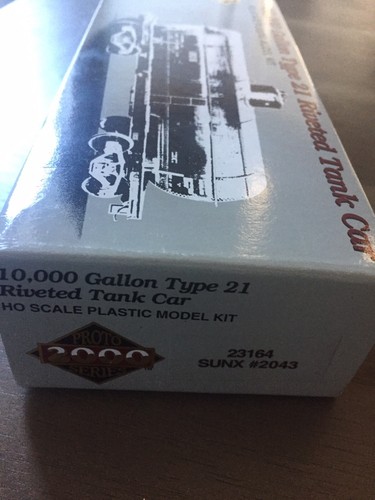 Gallon Type 21 Riveted Tank Car
10,000 Gallon Type 21
Riveted Tank Car
HO SCALE PLASTIC MODEL KIT
PROTO
2000
SERIES
23164
SUNX #2043